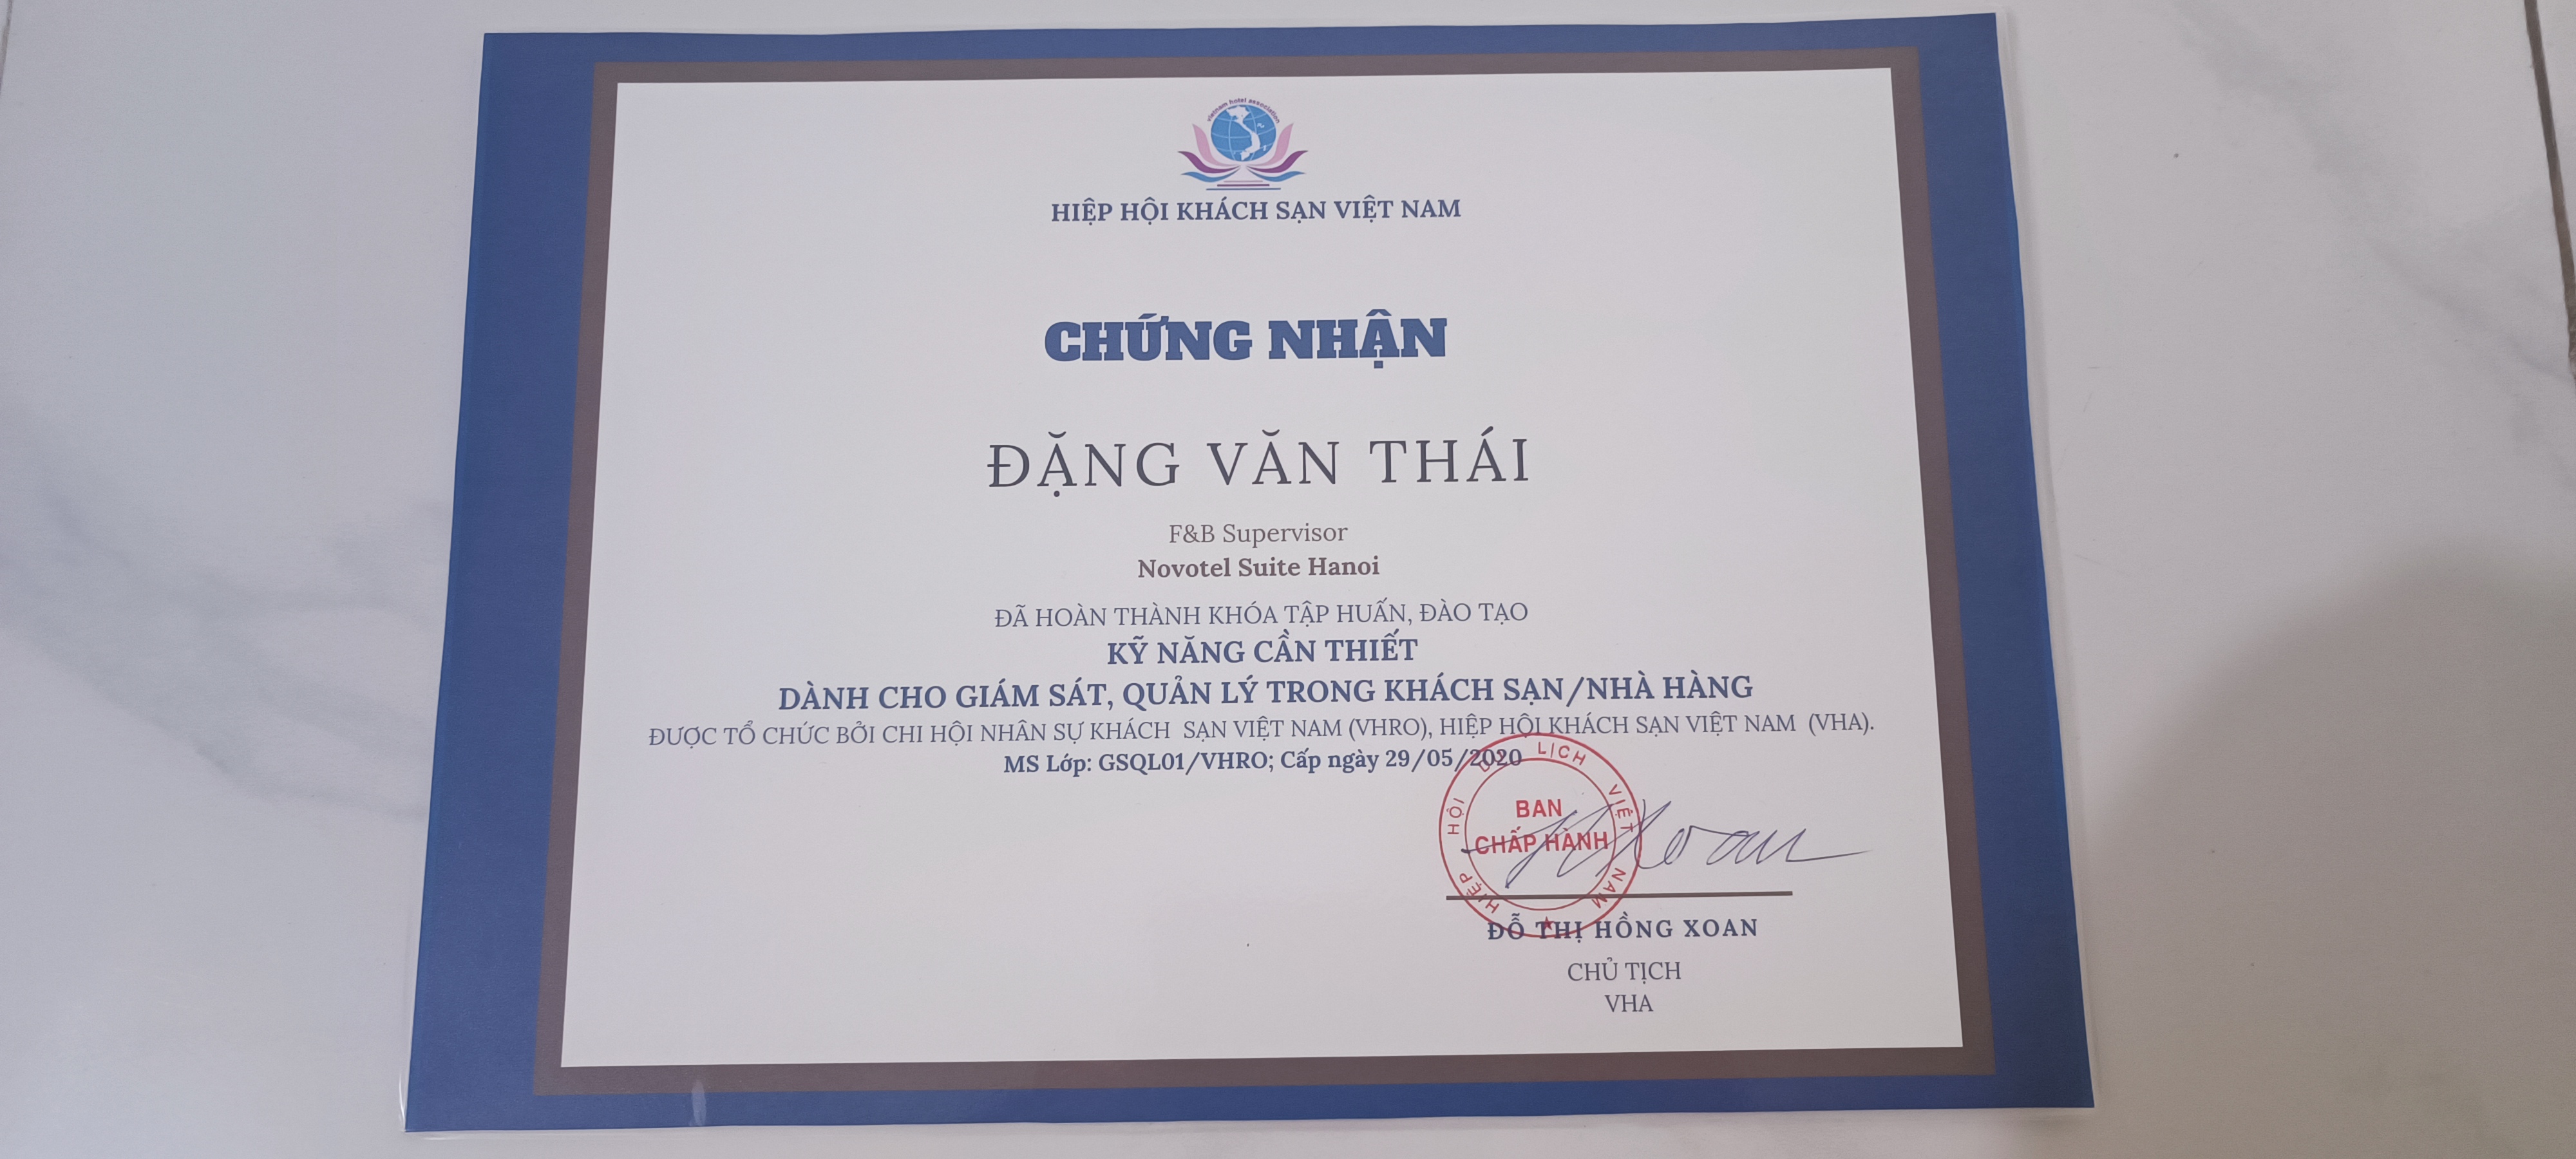 vietnam hotel association
HIỆP HỘI KHÁCH SẠN VIỆT NAM
CHỨNG NHẬN
ĐẶNG VĂN THÁI
F&B Supervisor
Novotel Suite Hanoi
ĐÃ HOÀN THÀNH KHÓA TẬP HUẤN, ĐÀO TẠO
KỸ NĂNG CẦN THIẾT
DÀNH CHO GIÁM SÁT, QUẢN LÝ TRONG KHÁCH SẠN/NHÀ HÀNG
ĐƯỢC TỔ CHỨC BỞI CHI HỘI NHÂN SỰ KHÁCH SẠN VIỆT NAM (VHRO), HIỆP HỘI KHÁCH SẠN VIỆT NAM (VHA).
MS Lớp: GSQL01/VHRO; Cấp ngày 29/05/2020
HIỆP HỘI DU LỊCH VIỆT NAM
BAN
CHẤP HÀNH
ĐỖ THỊ HỒNG XOAN
CHỦ TỊCH
VHA